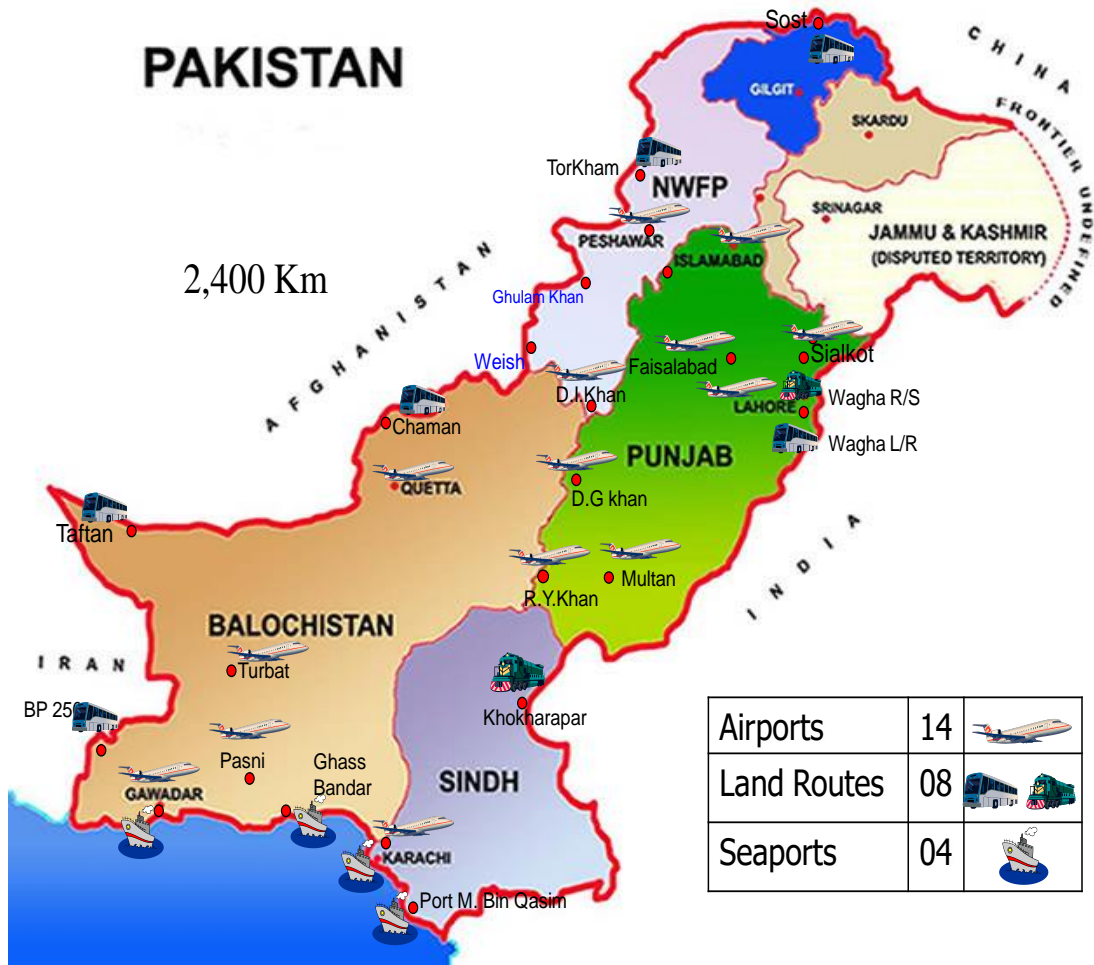 PAKISTAN
Sost
CHINA
FRONTIER UNDEFINED
GILGIT
SKARDU
TorKham
NWFP
SRINAGAR
JAMMU & KASHMIR
(DISPUTED TERRITORY)
PESHAWAR
ISLAMABAD
2,400 Km
AFGHANISTAN
Ghulam Khan
Weish
Faisalabad
Sialkot
D.I.Khan
LAHORE
Wagha R/S
Chaman
Wagha L/R
PUNJAB
QUETTA
D.G khan
Taftan
Multan
R.Y.Khan
INDIA
BALOCHISTAN
IRAN
Turbat
BP 250
Khokharapar
Pasni
Ghass
Bandar
GAWADAR
SINDH
KARACHI
Port M. Bin Qasim
Airports 14
Land Routes 08
Seaports 04